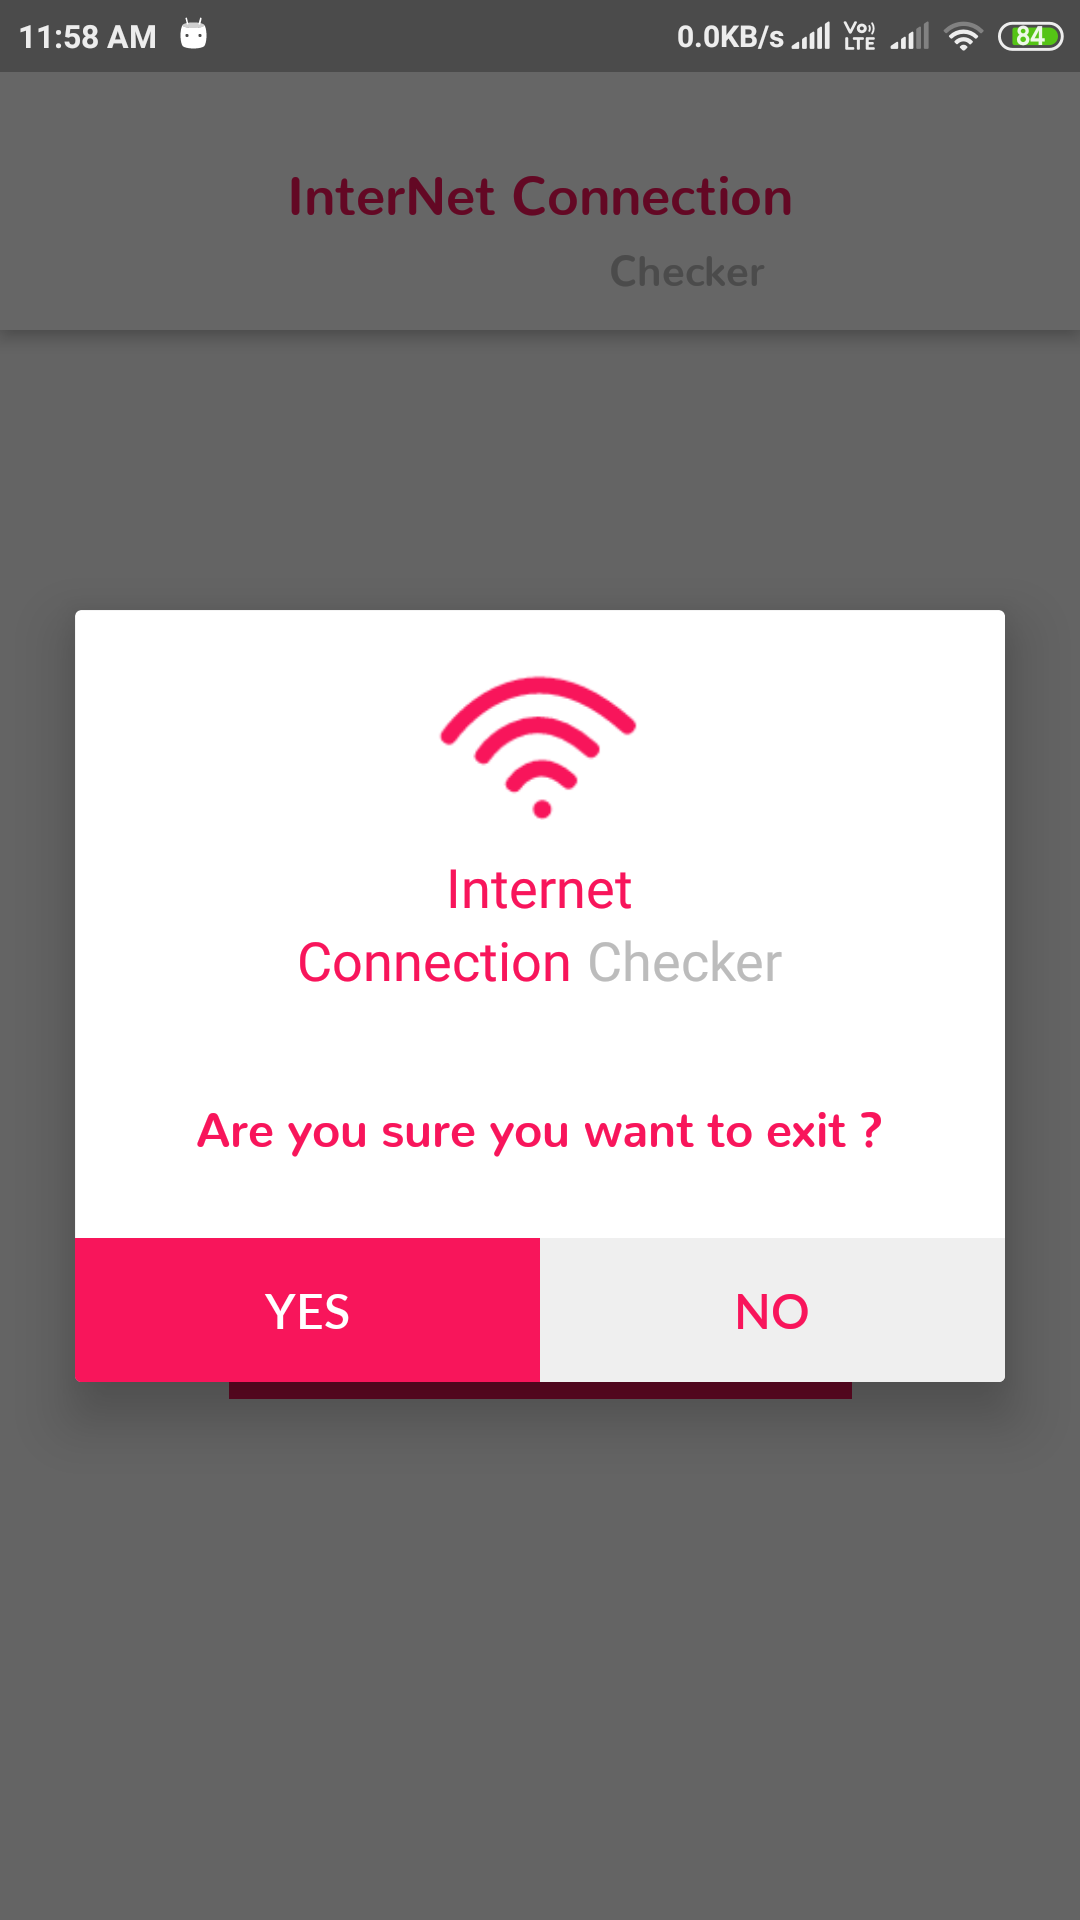 11:58 AM 0.0KB/s VO LTE 84
InterNet Connection
Checker
Internet
Connection Checker
Are you sure you want to exit ?
YES NO